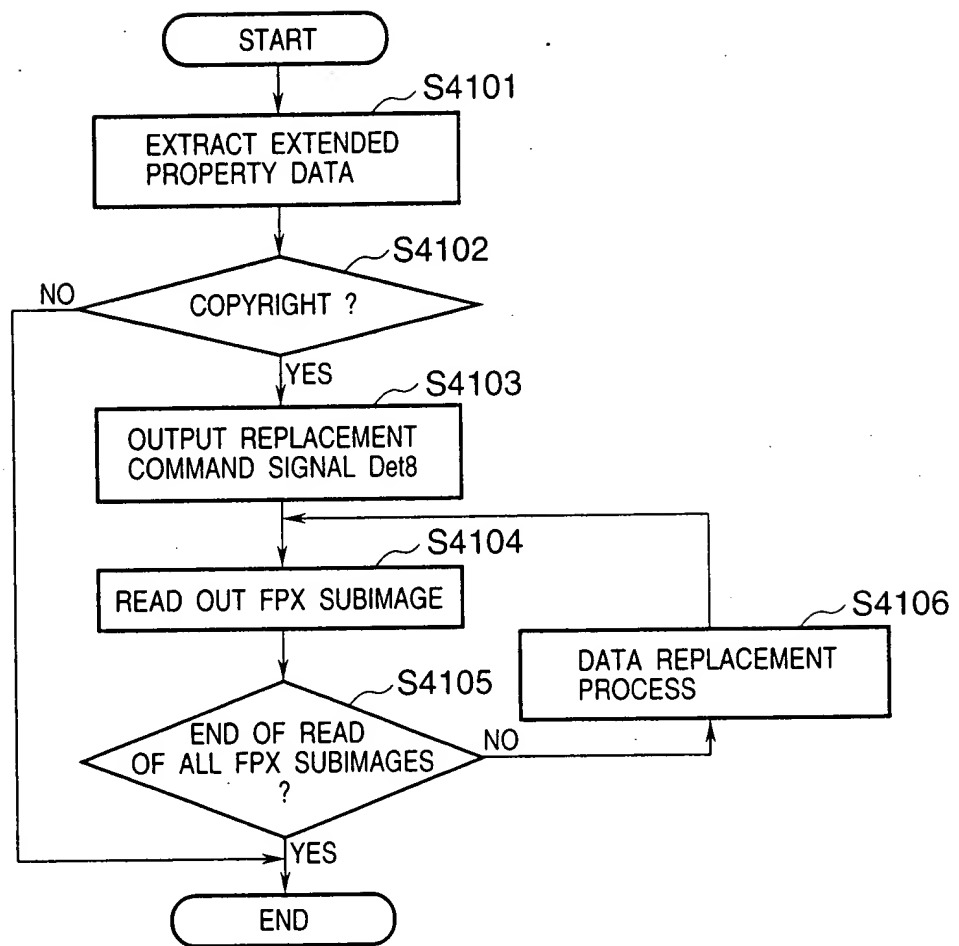 START
S4101
EXTRACT EXTENDED
PROPERTY DATA
S4102
NO
COPYRIGHT ?
YES
S4103
OUTPUT REPLACEMENT
COMMAND SIGNAL Det8
S4104
READ OUT FPX SUBIMAGE
S4106
DATA REPLACEMENT
PROCESS
S4105
END OF READ
OF ALL FPX SUBIMAGES
?
NO
YES
END